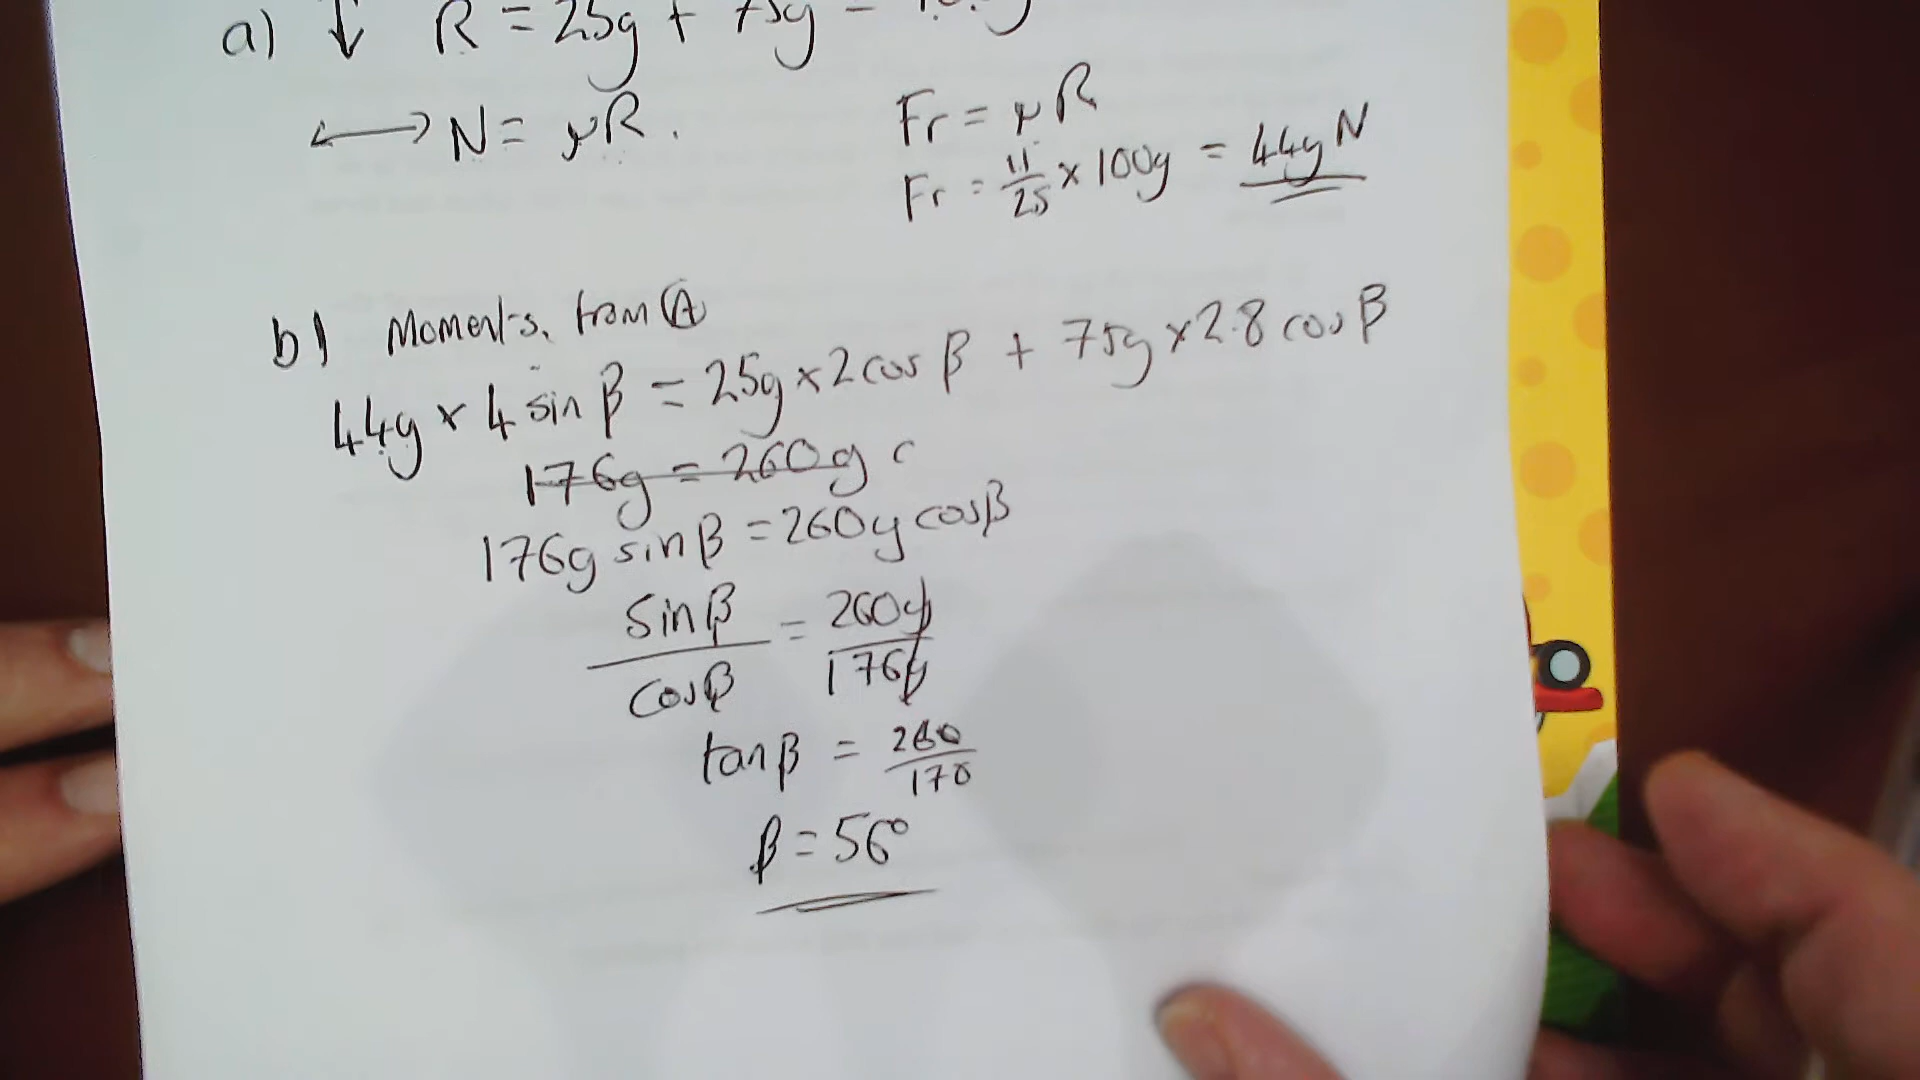 a) ↓ R = 25g + 75g =
↔ N = μR.
Fr = μR
Fr = 11/25 × 100g = 44g N
b) Moments. from A
44g × 4 sin β = 25g × 2 cos β + 75g × 2.8 cos β
176g = 260g c
176g sin β = 260g cos β
sin β / cos β = 260g / 176g
tan β = 260 / 176
β = 56°